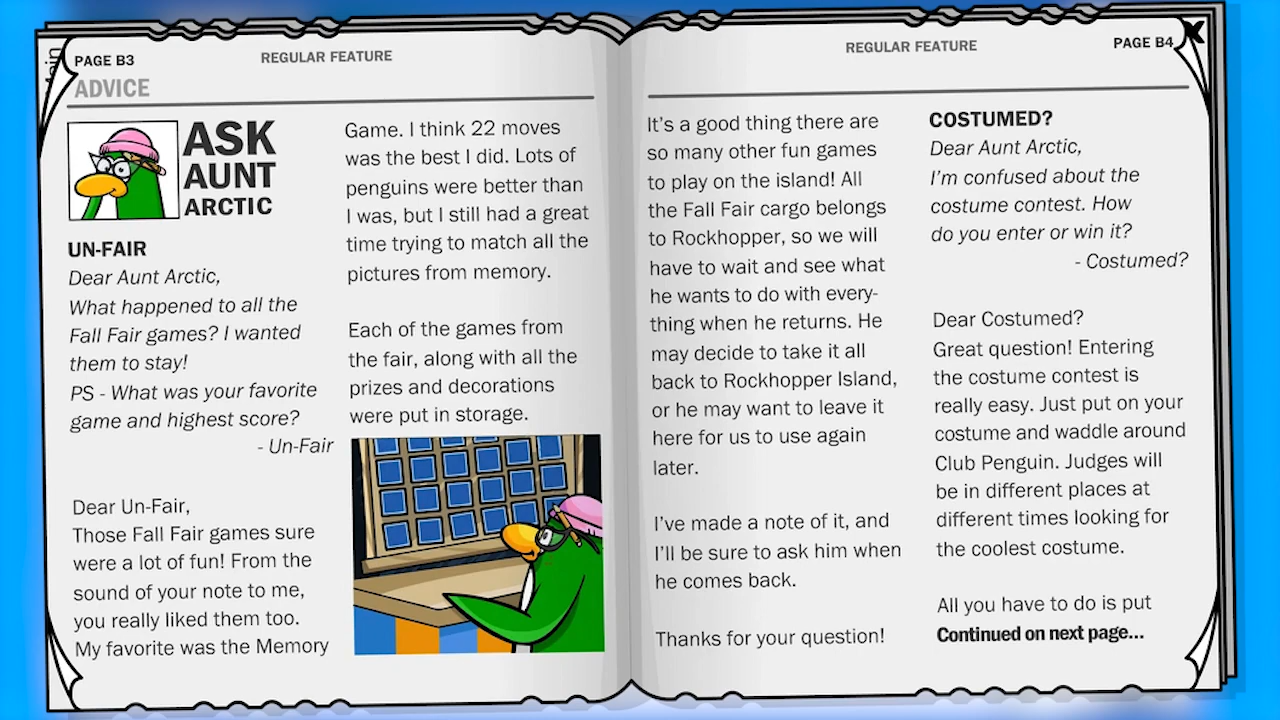 PAGE B3
REGULAR FEATURE
ADVICE
ASK
AUNT
ARCTIC
UN-FAIR
Dear Aunt Arctic,
What happened to all the
Fall Fair games? I wanted
them to stay!
PS - What was your favorite
game and highest score?
- Un-Fair
Dear Un-Fair,
Those Fall Fair games sure
were a lot of fun! From the
sound of your note to me,
you really liked them too.
My favorite was the Memory
Game. I think 22 moves
was the best I did. Lots of
penguins were better than
I was, but I still had a great
time trying to match all the
pictures from memory.
Each of the games from
the fair, along with all the
prizes and decorations
were put in storage.
REGULAR FEATURE
PAGE B4
It's a good thing there are
so many other fun games
to play on the island! All
the Fall Fair cargo belongs
to Rockhopper, so we will
have to wait and see what
he wants to do with every-
thing when he returns. He
may decide to take it all
back to Rockhopper Island,
or he may want to leave it
here for us to use again
later.
I've made a note of it, and
I'll be sure to ask him when
he comes back.
Thanks for your question!
COSTUMED?
Dear Aunt Arctic,
I'm confused about the
costume contest. How
do you enter or win it?
- Costumed?
Dear Costumed?
Great question! Entering
the costume contest is
really easy. Just put on your
costume and waddle around
Club Penguin. Judges will
be in different places at
different times looking for
the coolest costume.
All you have to do is put
Continued on next page...